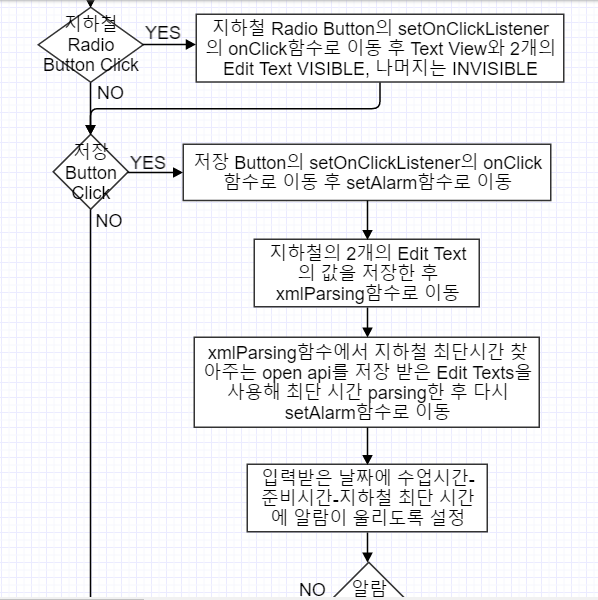 지하철
Radio
Button Click
YES
지하철 Radio Button의 setOnClickListener
의 onClick함수로 이동 후 Text View와 2개의
Edit Text VISIBLE, 나머지는 INVISIBLE
NO
저장
Button
Click
YES
저장 Button의 setOnClickListener의 onClick
함수로 이동 후 setAlarm함수로 이동
NO
지하철의 2개의 Edit Text
의 값을 저장한 후
xmlParsing함수로 이동
xmlParsing함수에서 지하철 최단시간 찾
아주는 open api를 저장 받은 Edit Texts을
사용해 최단 시간 parsing한 후 다시
setAlarm함수로 이동
입력받은 날짜에 수업시간-
준비시간-지하철 최단 시간
에 알람이 울리도록 설정
NO
알람